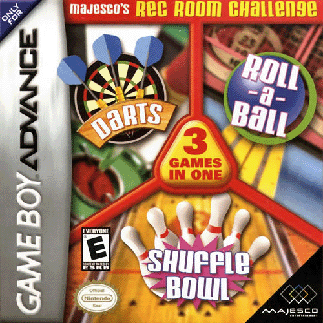 ONLY
FOR
GAME BOY ADVANCE
MAJESCO'S REC ROOM CHALLENGE
DARTS
ROLL
-a-
BALL
3
GAMES
IN ONE
EVERYONE
E
SHUFFLE
BOWL
Nintendo
MAJESCO